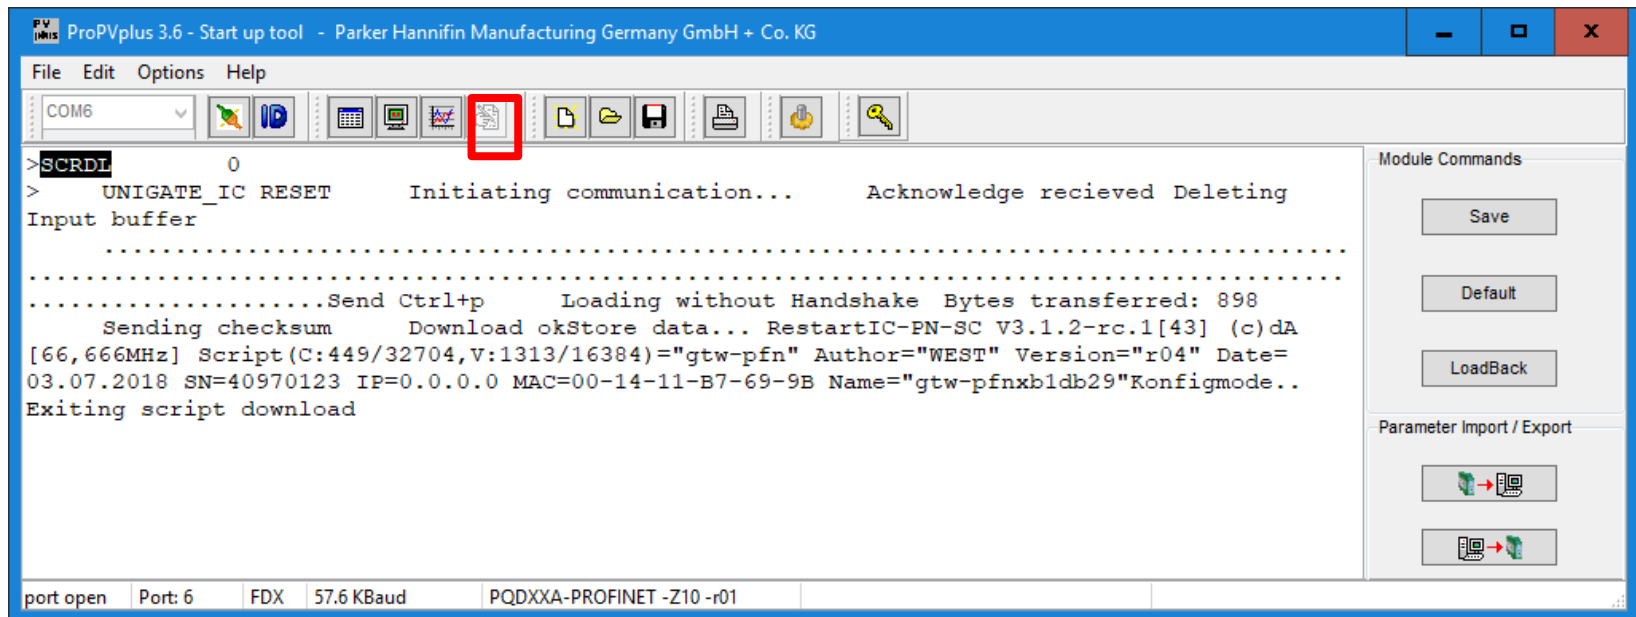 PV plus ProPVplus 3.6 - Start up tool - Parker Hannifin Manufacturing Germany GmbH + Co. KG
File Edit Options Help
COM6 ID
>SCRDL 0
> UNIGATE_IC RESET Initiating communication... Acknowledge recieved Deleting
Input buffer
.......................................................................................
............................................................................................
.....................Send Ctrl+p Loading without Handshake Bytes transferred: 898
Sending checksum Download okStore data... RestartIC-PN-SC V3.1.2-rc.1[43] (c)dA
[66,666MHz] Script(C:449/32704,V:1313/16384)="gtw-pfn" Author="WEST" Version="r04" Date=
03.07.2018 SN=40970123 IP=0.0.0.0 MAC=00-14-11-B7-69-9B Name="gtw-pfnxb1db29"Konfigmode..
Exiting script download
Module Commands
Save
Default
LoadBack
Parameter Import / Export
port open Port: 6 FDX 57.6 KBaud PQDXXA-PROFINET -Z10 -r01